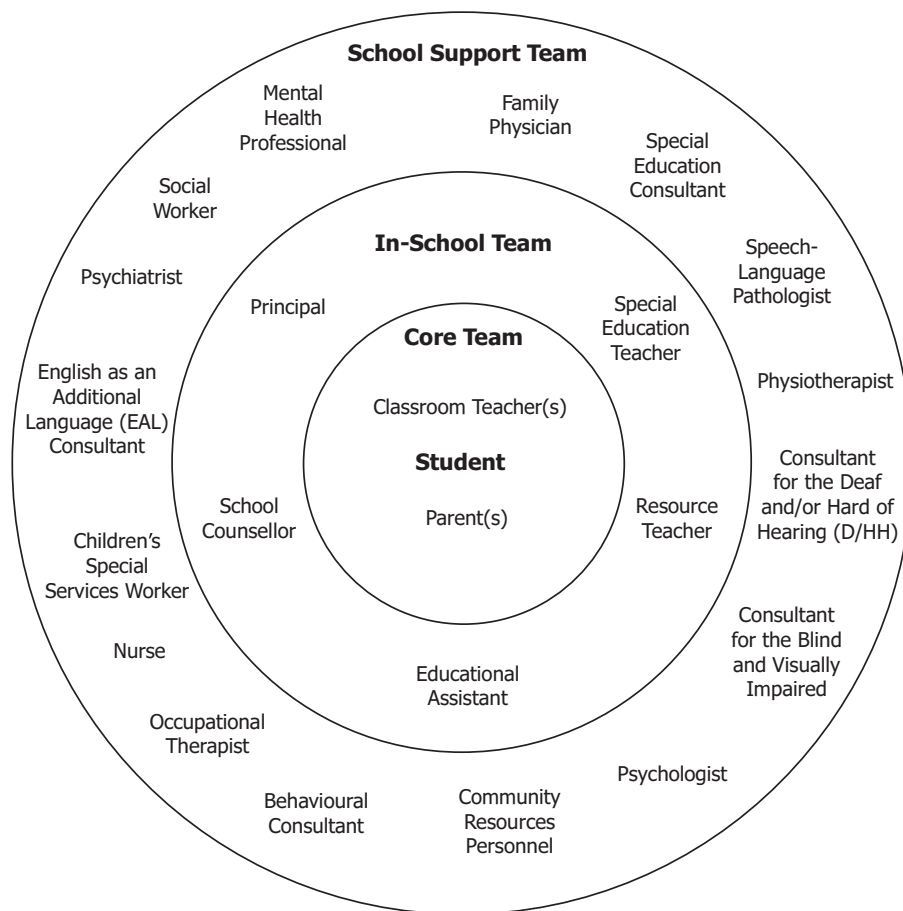 School Support Team
Mental
Health
Professional
Family
Physician
Special
Education
Consultant
Social
Worker
Speech-
Language
Pathologist
Psychiatrist
In-School Team
Principal
Special
Education
Teacher
Core Team
English as an
Additional
Language (EAL)
Consultant
Physiotherapist
Classroom Teacher(s)
Student
Parent(s)
School
Counsellor
Resource
Teacher
Consultant
for the Deaf
and/or Hard of
Hearing (D/HH)
Children’s
Special
Services Worker
Nurse
Consultant
for the Blind
and Visually
Impaired
Educational
Assistant
Occupational
Therapist
Psychologist
Behavioural
Consultant
Community
Resources
Personnel